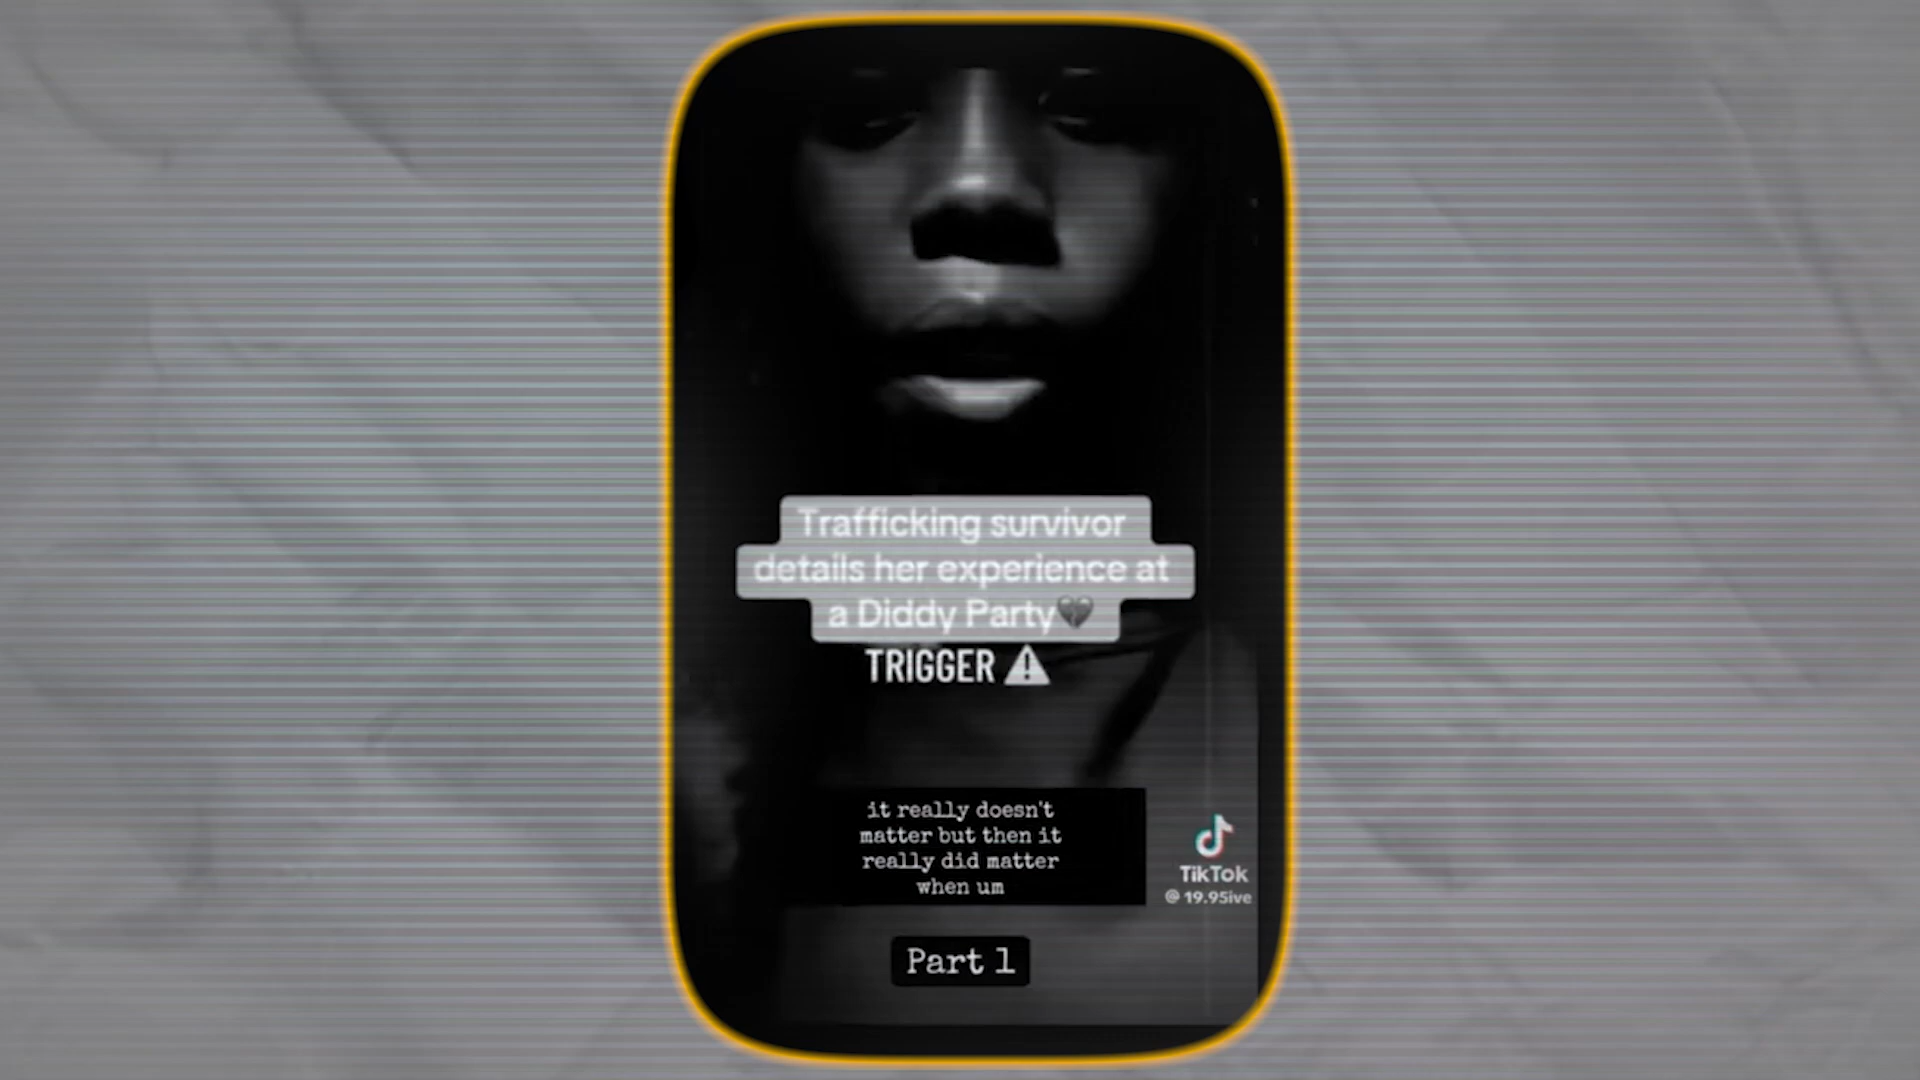 Trafficking survivor
details her experience at
a Diddy Party💔
TRIGGER ⚠
it really doesn't
matter but then it
really did matter
when um
TikTok
@ 19.95ive
Part 1